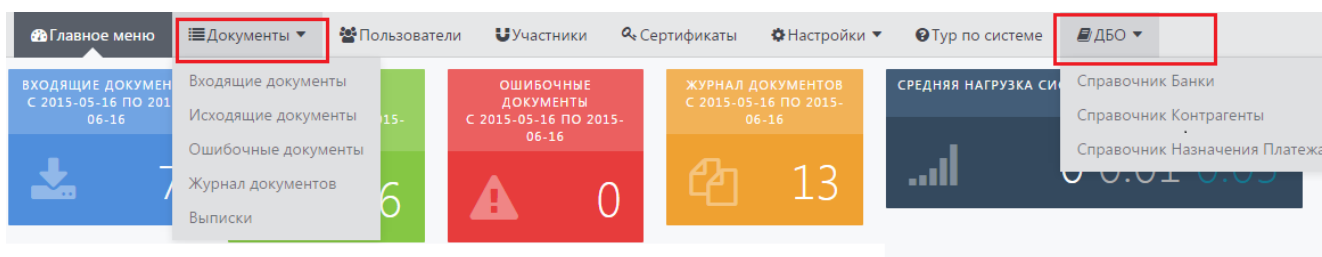 Главное меню
Документы
Пользователи
Участники
Сертификаты
Настройки
Тур по системе
ДБО
ВХОДЯЩИЕ ДОКУМЕН
С 2015-05-16 ПО 201
06-16
7
Входящие документы
Исходящие документы
Ошибочные документы
Журнал документов
Выписки
15-
6
ОШИБОЧНЫЕ
ДОКУМЕНТЫ
С 2015-05-16 ПО 2015-
06-16
0
ЖУРНАЛ ДОКУМЕНТОВ
С 2015-05-16 ПО 2015-
06-16
13
СРЕДНЯЯ НАГРУЗКА СИ
Справочник Банки
Справочник Контрагенты
Справочник Назначения Платежа